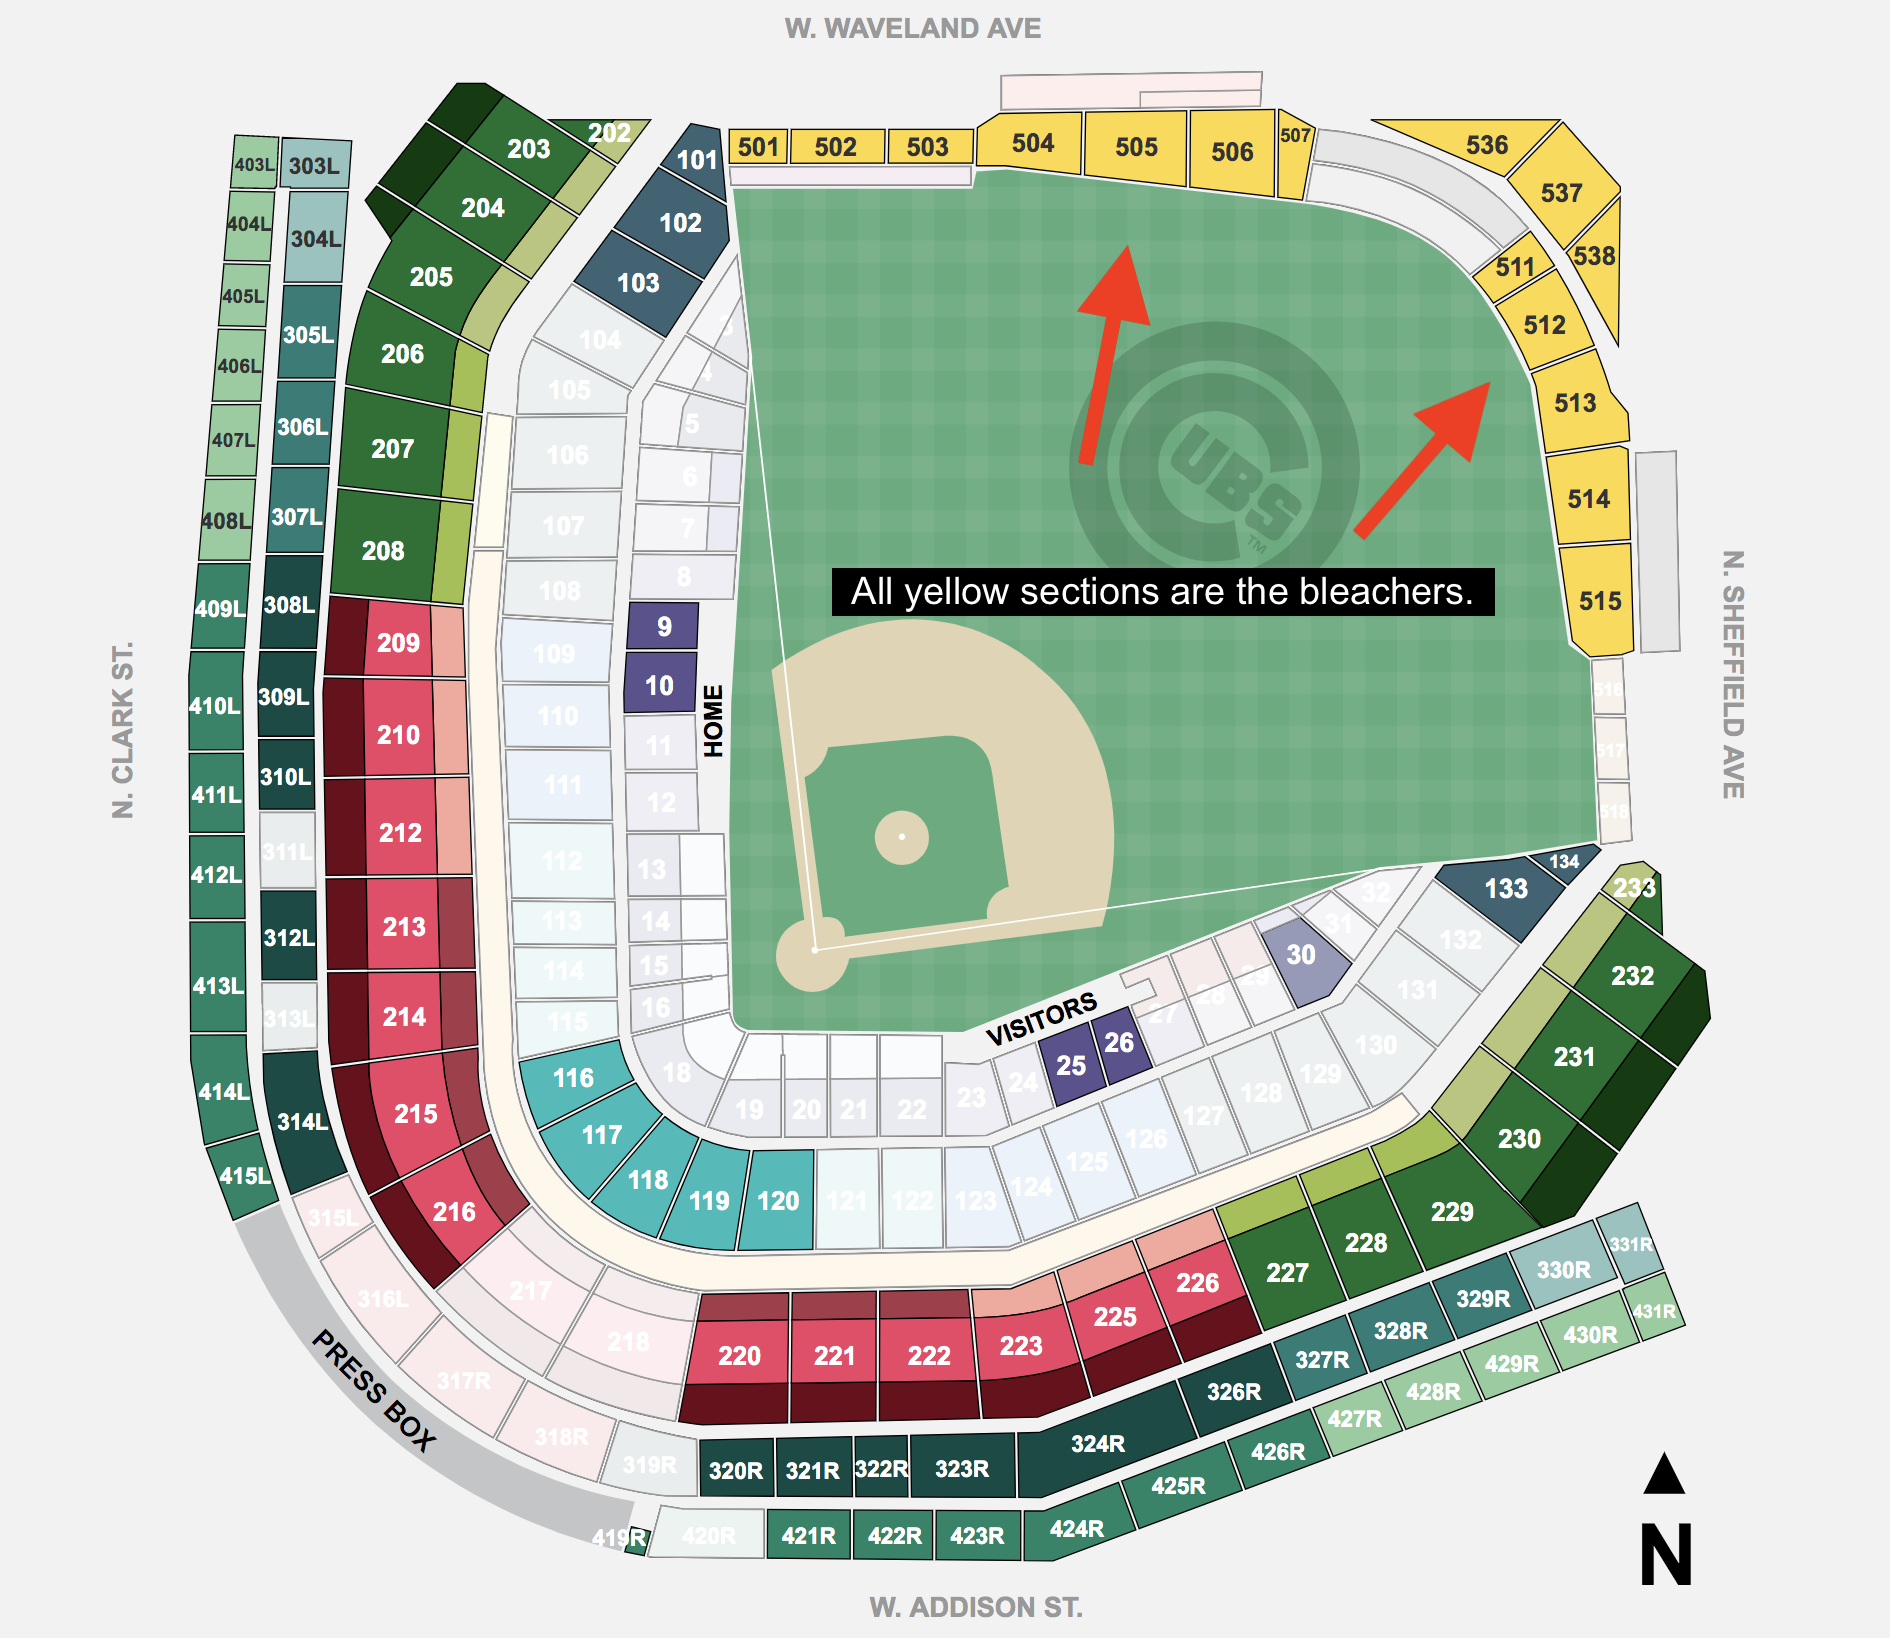 W. WAVELAND AVE
501 502 503 504 505 506 507 536 537 538
511 512 513 514 515
516 517 518
101 102 103 104 105 106 107 108 109 110 111 112 113 114 115 116 117 118 119 120 121 122 123 124 125 126 127 128 129 130 131 132 133 134
3 4 5 6 7 8 9 10 11 12 13 14 15 16 18 19 20 21 22 23 24 25 26 27 28 29 30 31 32
202 203 204 205 206 207 208 209 210 212 213 214 215 216 217 218 220 221 222 223 225 226 227 228 229 230 231 232 233
303L 304L 305L 306L 307L 308L 309L 310L 311L 312L 313L 314L 315L 316L 317R 318R 319R 320R 321R 322R 323R 324R 326R 327R 328R 329R 330R 331R
403L 404L 405L 406L 407L 408L 409L 410L 411L 412L 413L 414L 415L 419R 420R 421R 422R 423R 424R 425R 426R 427R 428R 429R 430R 431R
CUBS
TM
All yellow sections are the bleachers.
HOME
VISITORS
PRESS BOX
N. CLARK ST.
N. SHEFFIELD AVE
W. ADDISON ST.
N